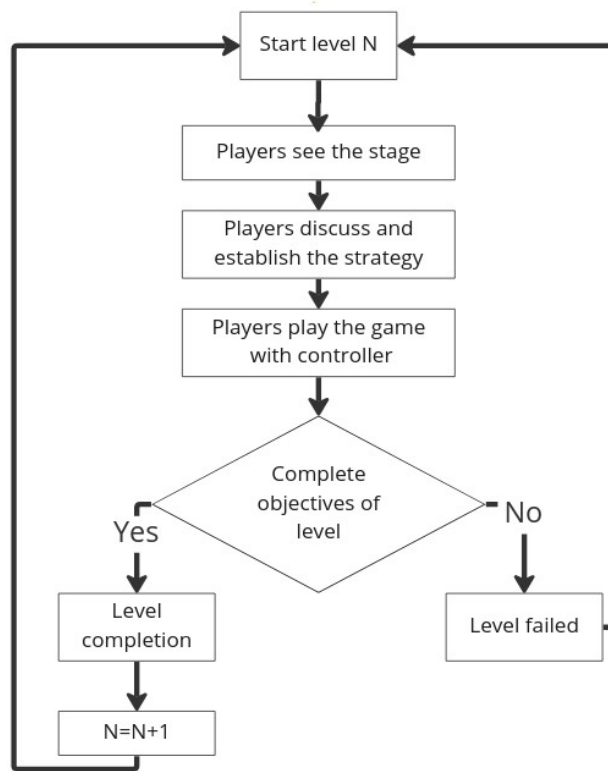 Start level N
Players see the stage
Players discuss and
establish the strategy
Players play the game
with controller
Complete
objectives of
level
Yes
No
Level
completion
Level failed
N=N+1